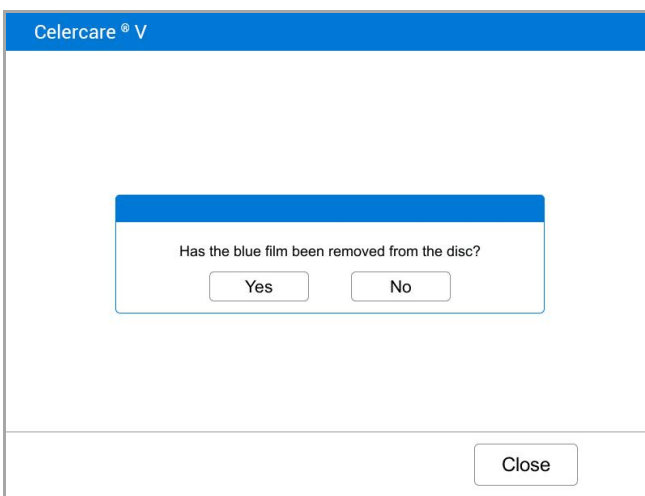 Celercare ® V
Has the blue film been removed from the disc?
Yes No
Close